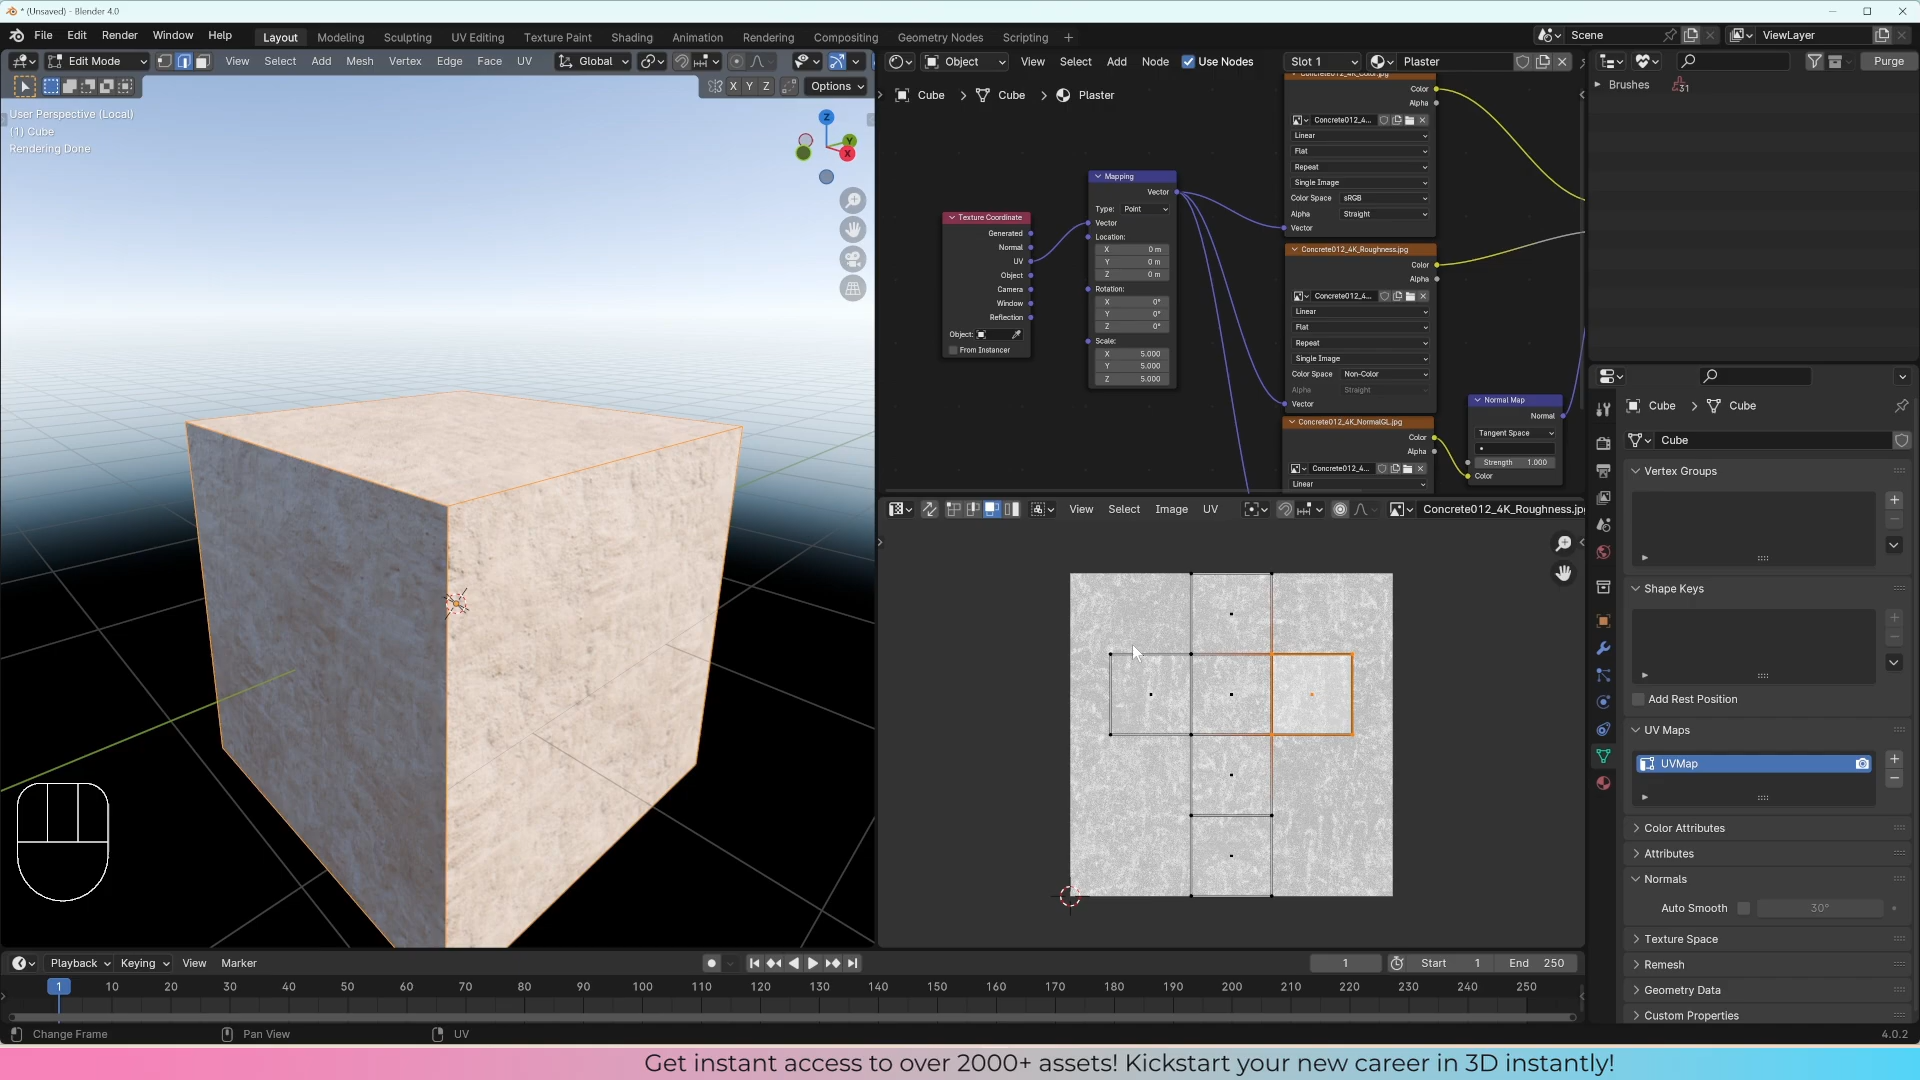 * (Unsaved) - Blender 4.0
File Edit Render Window Help
Layout Modeling Sculpting UV Editing Texture Paint Shading Animation Rendering Compositing Geometry Nodes Scripting +
Scene
ViewLayer
Edit Mode View Select Add Mesh Vertex Edge Face UV Global
X Y Z Options
User Perspective (Local)
(1) Cube
Rendering Done
Z Y X
Object View Select Add Node Use Nodes Slot 1 Plaster
Cube > Cube > Plaster
Texture Coordinate
Generated
Normal
UV
Object
Camera
Window
Reflection
Object:
From Instancer
Mapping
Vector
Type: Point
Vector
Location:
X 0 m
Y 0 m
Z 0 m
Rotation:
X 0°
Y 0°
Z 0°
Scale:
X 5.000
Y 5.000
Z 5.000
Concrete012_4K_Color.jpg
Color
Alpha
Concrete012_4...
Linear
Flat
Repeat
Single Image
Color Space sRGB
Alpha Straight
Vector
Concrete012_4K_Roughness.jpg
Color
Alpha
Concrete012_4...
Linear
Flat
Repeat
Single Image
Color Space Non-Color
Alpha Straight
Vector
Concrete012_4K_NormalGL.jpg
Color
Alpha
Concrete012_4...
Linear
Normal Map
Normal
Tangent Space
Strength 1.000
Color
View Select Image UV Concrete012_4K_Roughness.jp
Purge
Brushes 31
Cube > Cube
Cube
Vertex Groups
Shape Keys
Add Rest Position
UV Maps
UVMap
Color Attributes
Attributes
Normals
Auto Smooth 30°
Texture Space
Remesh
Geometry Data
Custom Properties
Playback Keying View Marker
1 Start 1 End 250
1 10 20 30 40 50 60 70 80 90 100 110 120 130 140 150 160 170 180 190 200 210 220 230 240 250
Change Frame Pan View UV
4.0.2
Get instant access to over 2000+ assets! Kickstart your new career in 3D instantly!